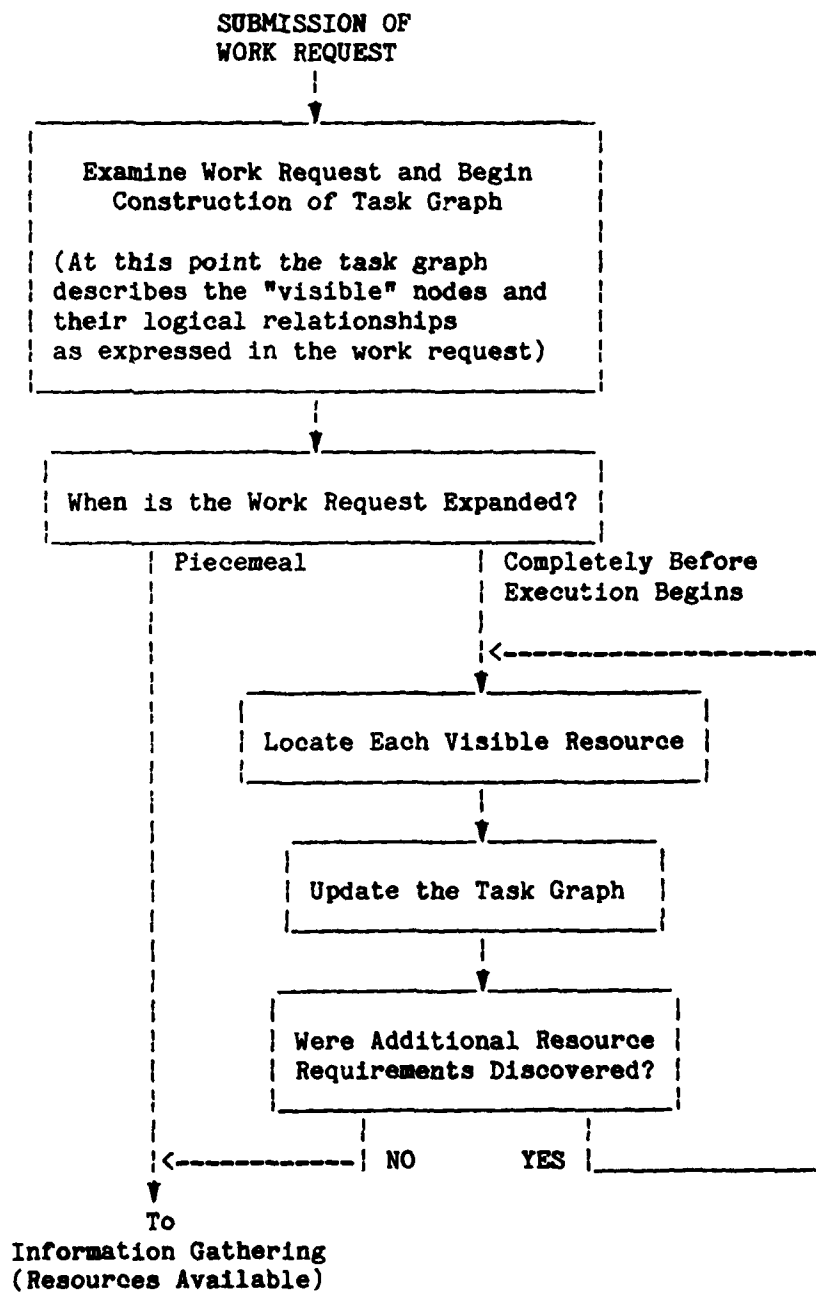 SUBMISSION OF
WORK REQUEST
Examine Work Request and Begin
Construction of Task Graph
(At this point the task graph
describes the "visible" nodes and
their logical relationships
as expressed in the work request)
When is the Work Request Expanded?
Piecemeal
Completely Before
Execution Begins
Locate Each Visible Resource
Update the Task Graph
Were Additional Resource
Requirements Discovered?
NO
YES
To
Information Gathering
(Resources Available)